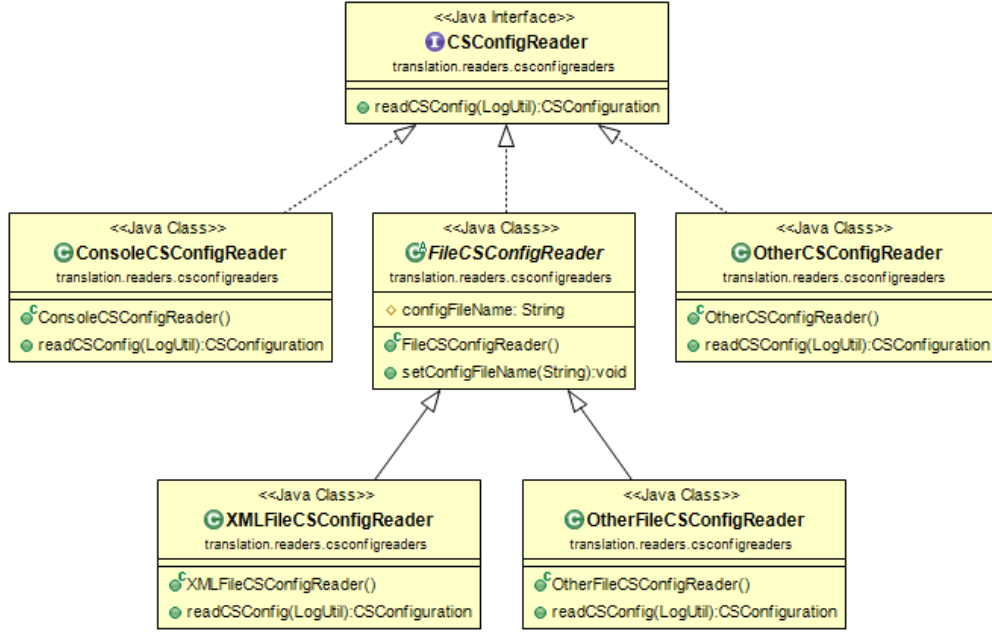 <<Java Interface>>
CSConfigReader
translation.readers.csconfigreaders
readCSConfig(LogUtil):CSConfiguration
<<Java Class>>
ConsoleCSConfigReader
translation.readers.csconfigreaders
ConsoleCSConfigReader()
readCSConfig(LogUtil):CSConfiguration
<<Java Class>>
FileCSConfigReader
translation.readers.csconfigreaders
configFileName: String
FileCSConfigReader()
setConfigFileName(String):void
<<Java Class>>
OtherCSConfigReader
translation.readers.csconfigreaders
OtherCSConfigReader()
readCSConfig(LogUtil):CSConfiguration
<<Java Class>>
XMLFileCSConfigReader
translation.readers.csconfigreaders
XMLFileCSConfigReader()
readCSConfig(LogUtil):CSConfiguration
<<Java Class>>
OtherFileCSConfigReader
translation.readers.csconfigreaders
OtherFileCSConfigReader()
readCSConfig(LogUtil):CSConfiguration